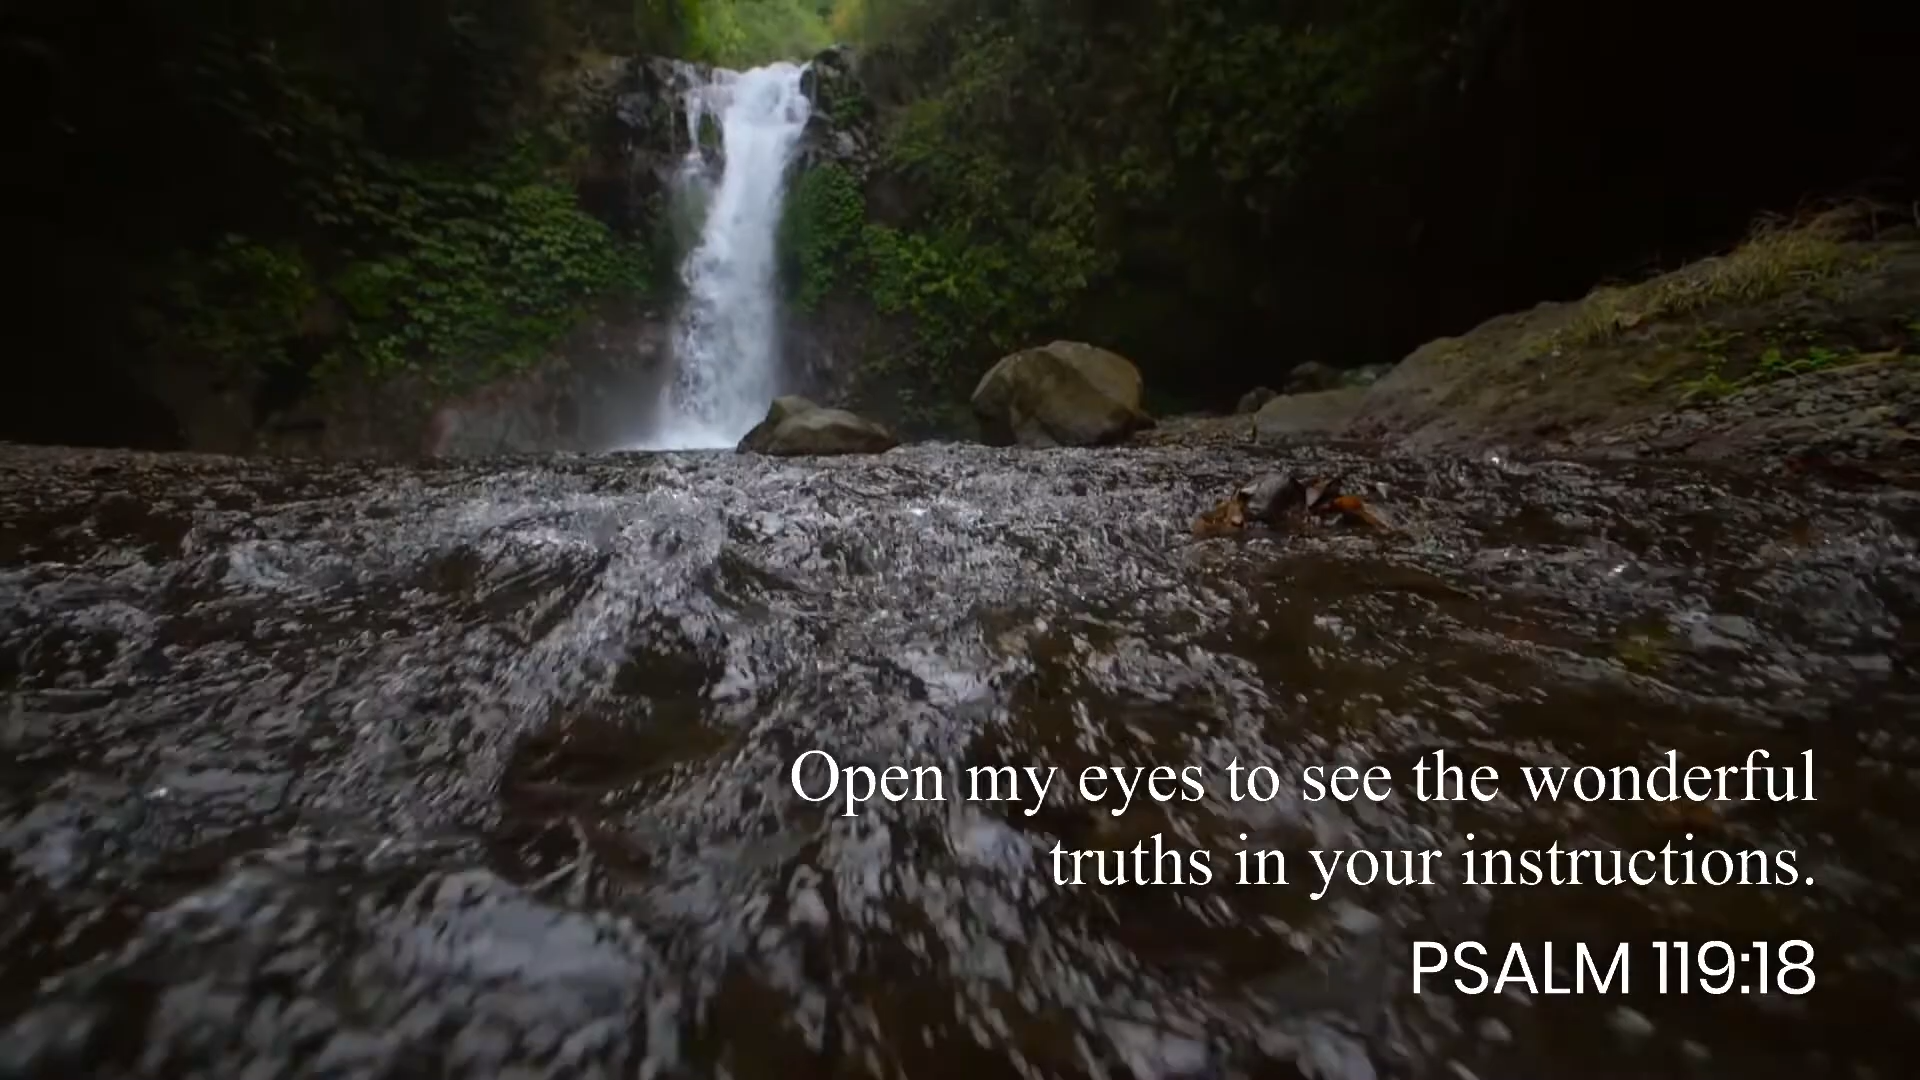 Open my eyes to see the wonderful
truths in your instructions.
PSALM 119:18